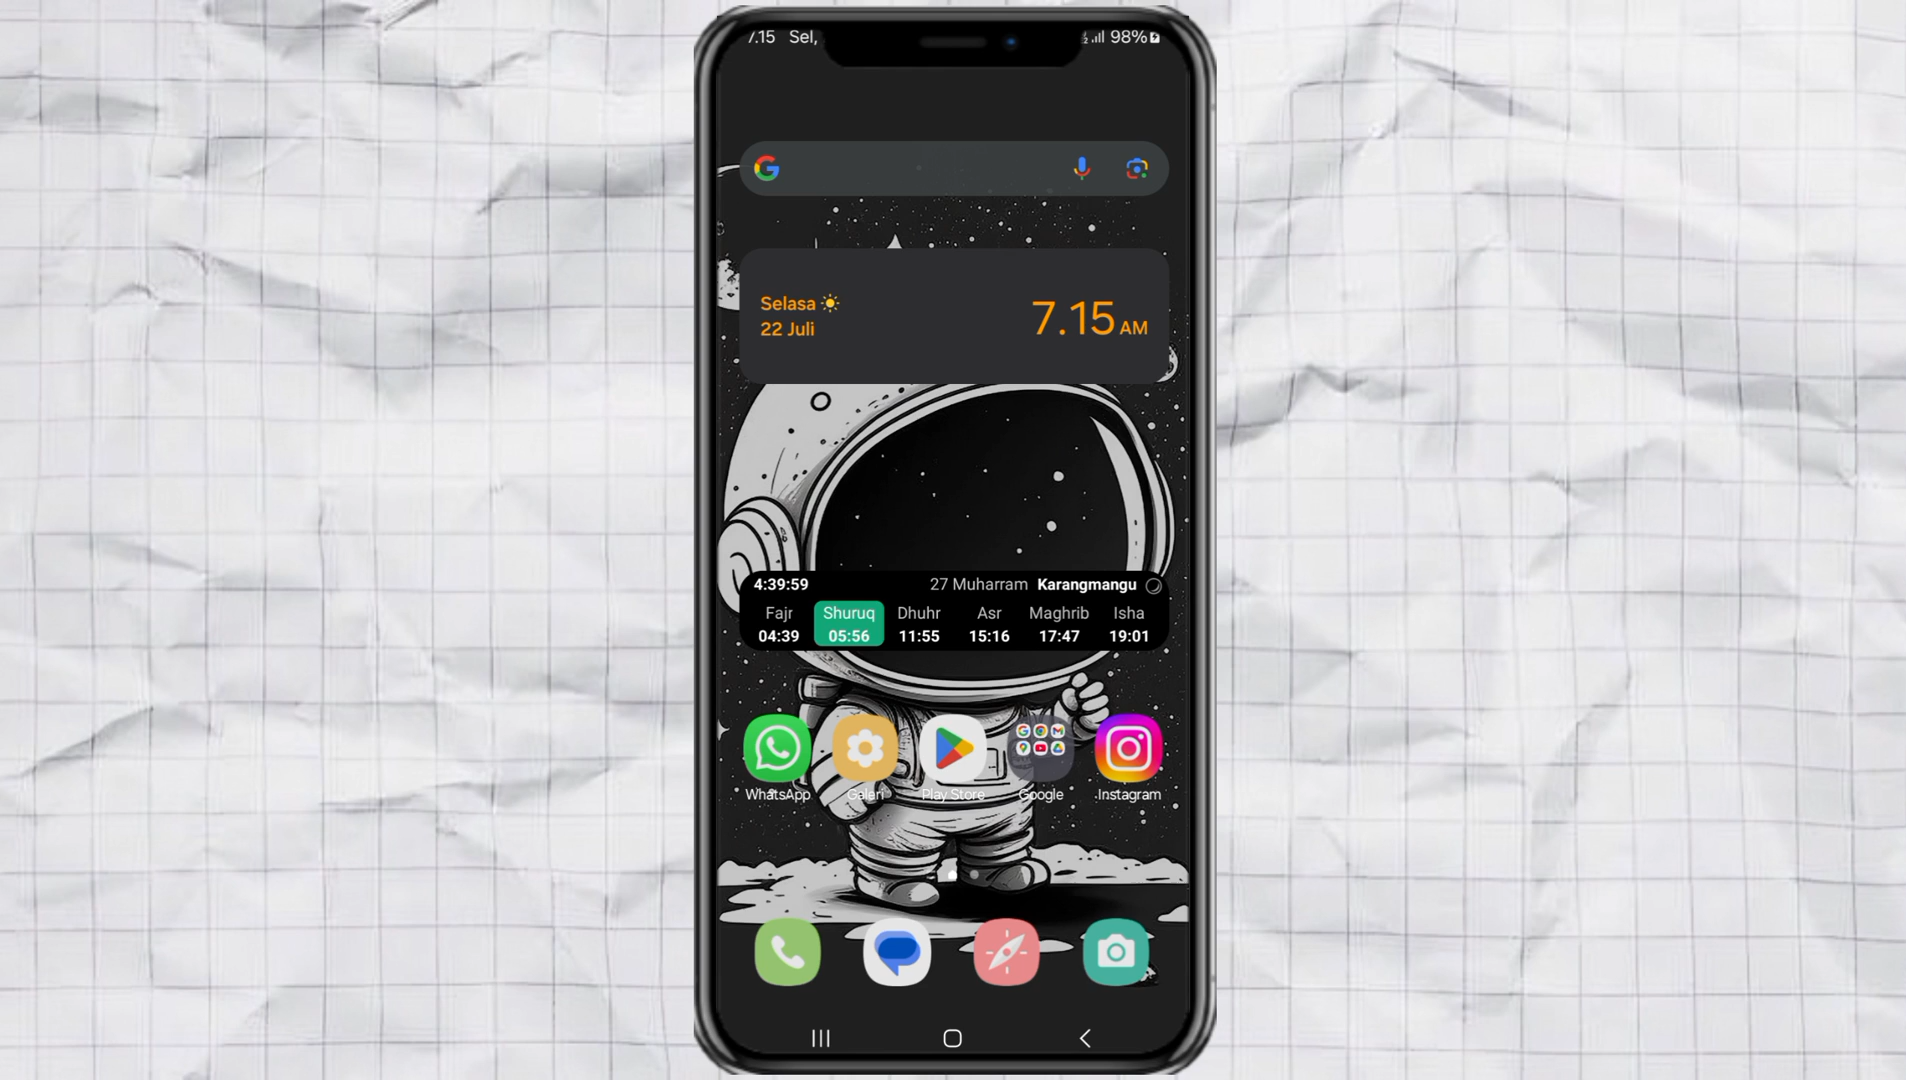 7.15 Sel, 98%
Selasa
22 Juli
7.15 AM
4:39:59 27 Muharram Karangmangu
Fajr Shuruq Dhuhr Asr Maghrib Isha
04:39 05:56 11:55 15:16 17:47 19:01
WhatsApp Galeri Play Store Google Instagram